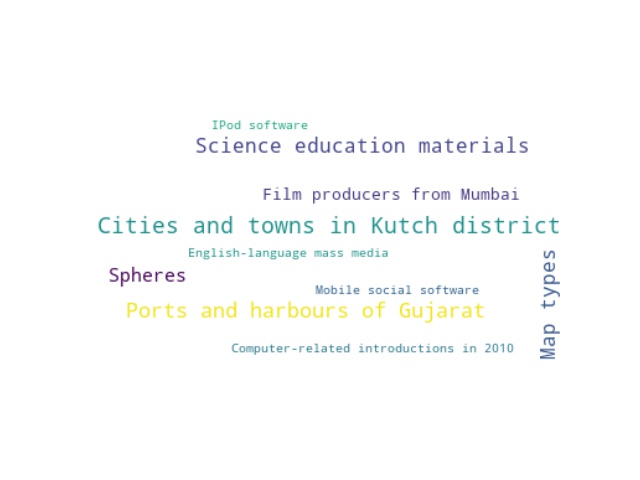 IPod software
Science education materials
Film producers from Mumbai
Cities and towns in Kutch district
English-language mass media
Spheres
Mobile social software
Ports and harbours of Gujarat
Map types
Computer-related introductions in 2010